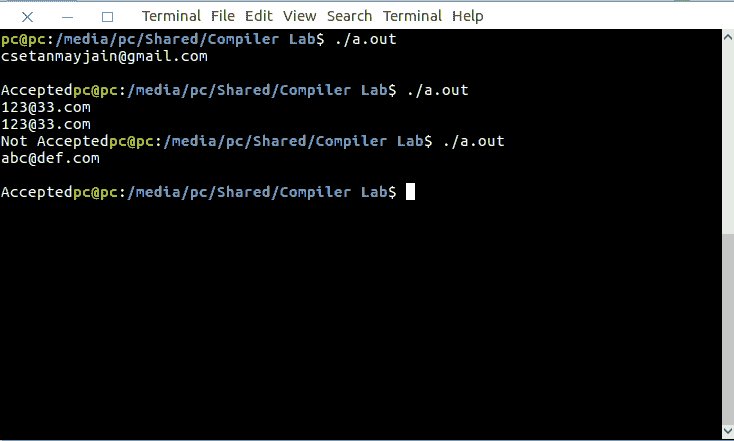 Terminal File Edit View Search Terminal Help
pc@pc:/media/pc/Shared/Compiler Lab$ ./a.out
csetanmayjain@gmail.com
Acceptedpc@pc:/media/pc/Shared/Compiler Lab$ ./a.out
123@33.com
123@33.com
Not Acceptedpc@pc:/media/pc/Shared/Compiler Lab$ ./a.out
abc@def.com
Acceptedpc@pc:/media/pc/Shared/Compiler Lab$